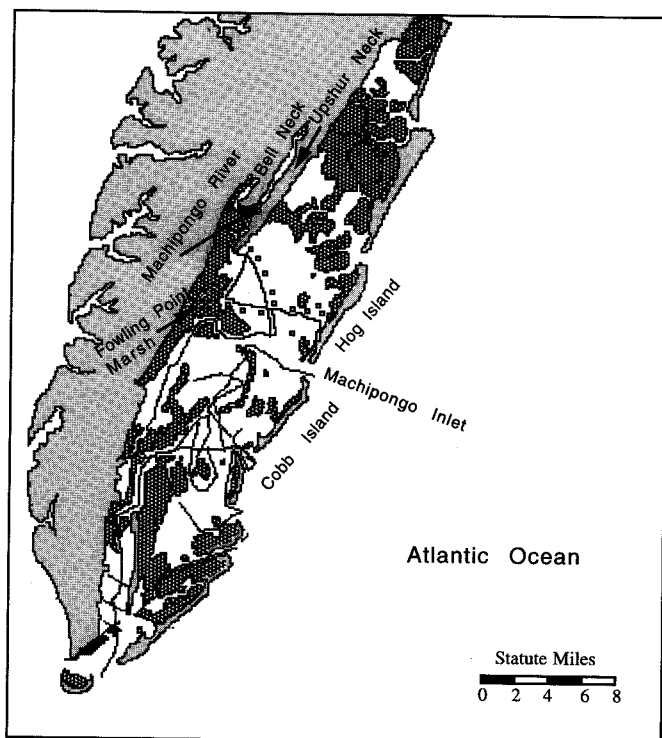 Upshur Neck
Bell Neck
Machipongo River
Fowling Point
Marsh
Hog Island
Machipongo Inlet
Cobb Island
Atlantic Ocean
Statute Miles
0 2 4 6 8